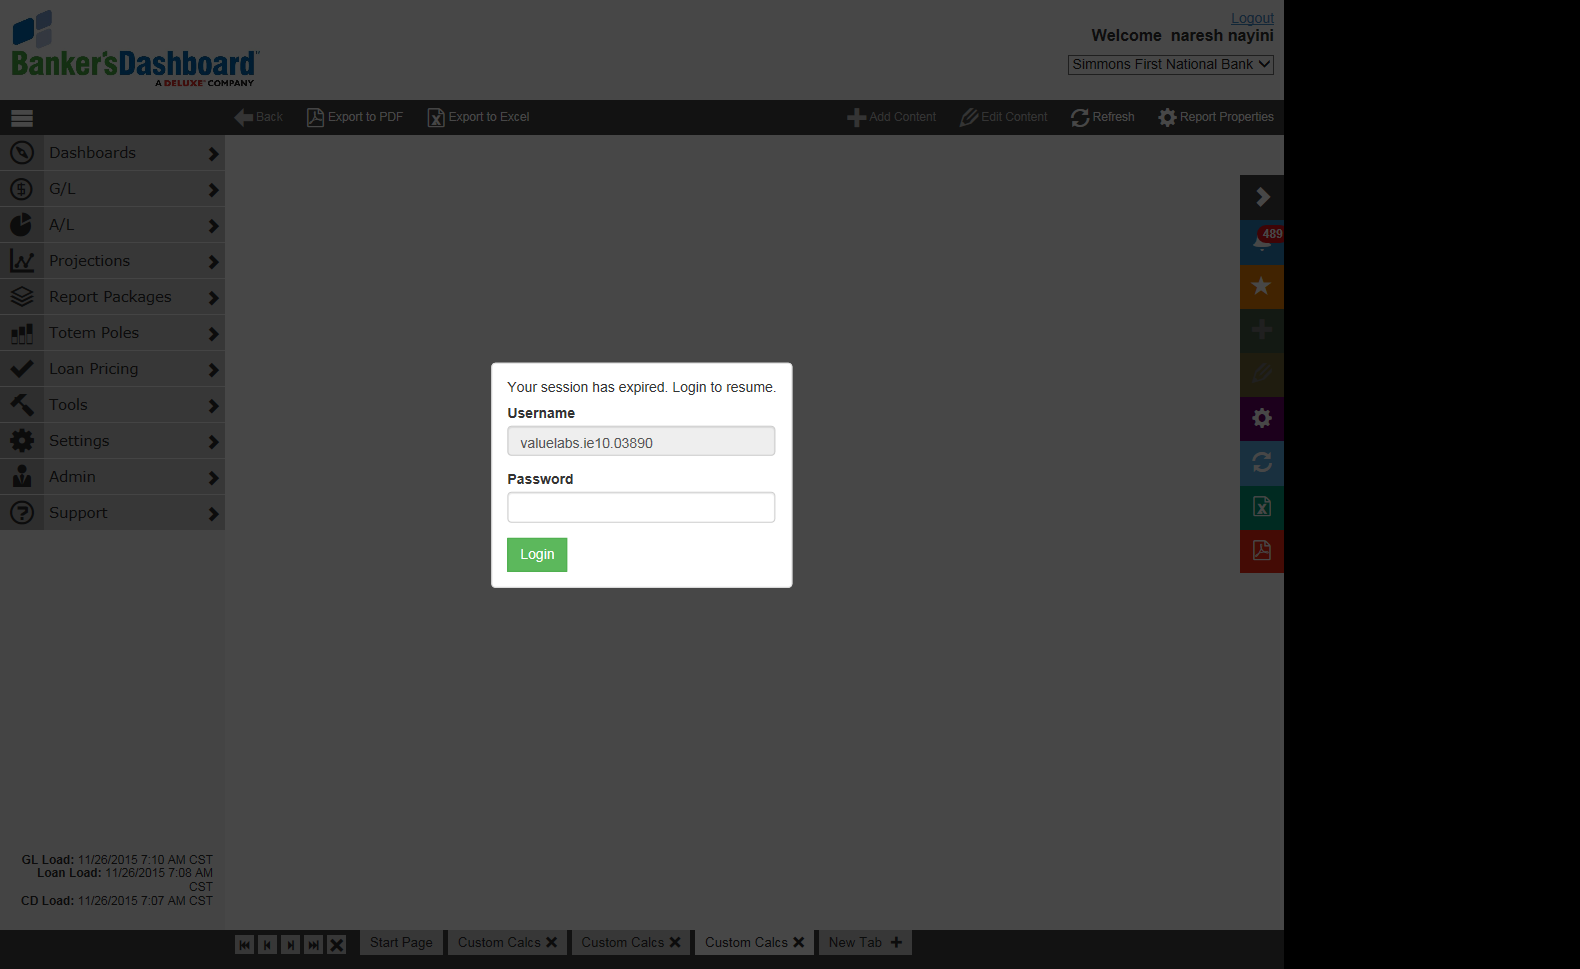 Banker'sDashboard
A DELUXE COMPANY
Logout
Welcome naresh nayini
Simmons First National Bank
Back
Export to PDF
Export to Excel
Add Content
Edit Content
Refresh
Report Properties
Dashboards
G/L
A/L
Projections
Report Packages
Totem Poles
Loan Pricing
Tools
Settings
Admin
Support
489
Your session has expired. Login to resume.
Username
valuelabs.ie10.03890
Password
Login
GL Load: 11/26/2015 7:10 AM CST
Loan Load: 11/26/2015 7:08 AM
CST
CD Load: 11/26/2015 7:07 AM CST
Start Page
Custom Calcs
Custom Calcs
Custom Calcs
New Tab